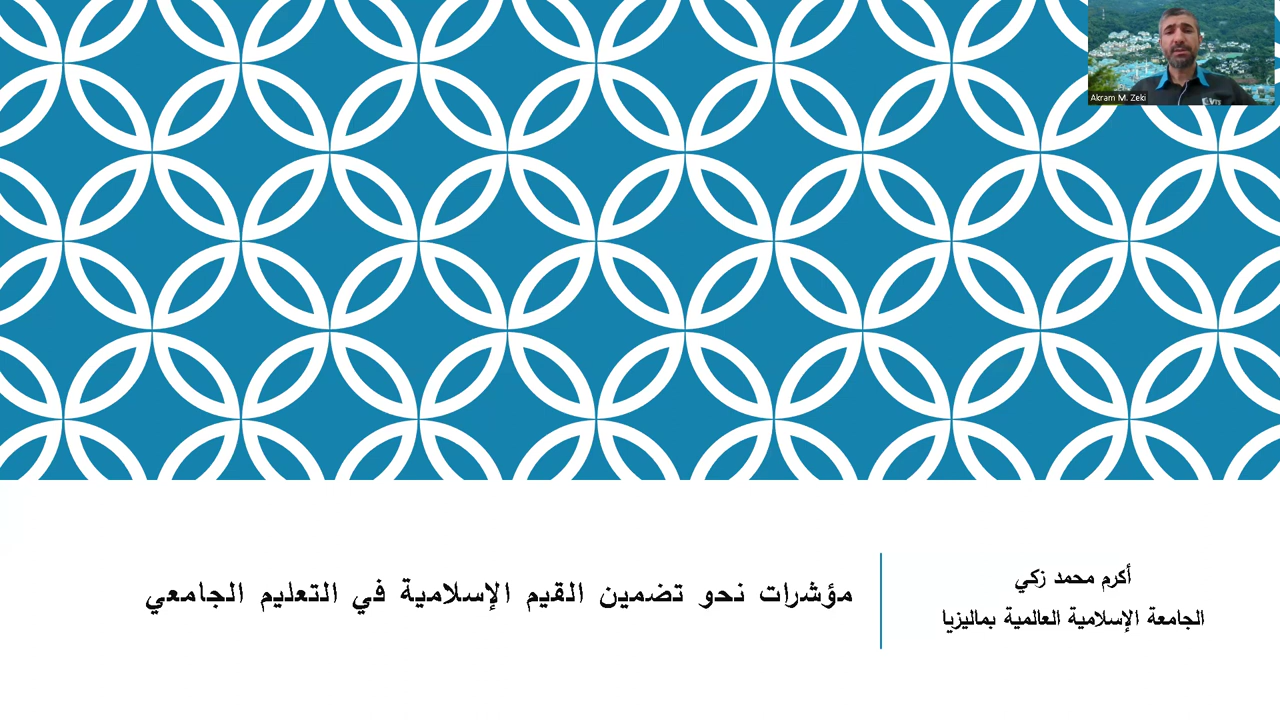 Akram M. Zeki
أكرم محمد زكي
الجامعة الإسلامية العالمية بماليزيا
مؤشرات نحو تضمين القيم الإسلامية في التعليم الجامعي